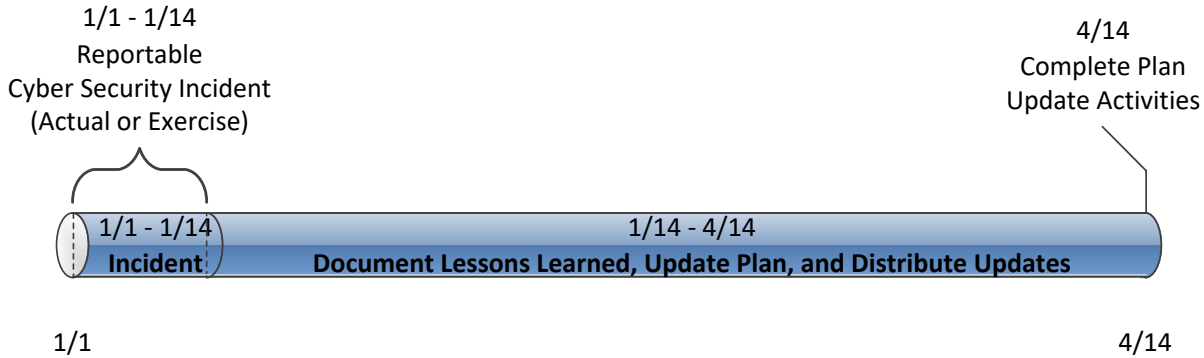 1/1 - 1/14
Reportable
Cyber Security Incident
(Actual or Exercise)
4/14
Complete Plan
Update Activities
1/1 - 1/14
Incident
1/14 - 4/14
Document Lessons Learned, Update Plan, and Distribute Updates
1/1
4/14